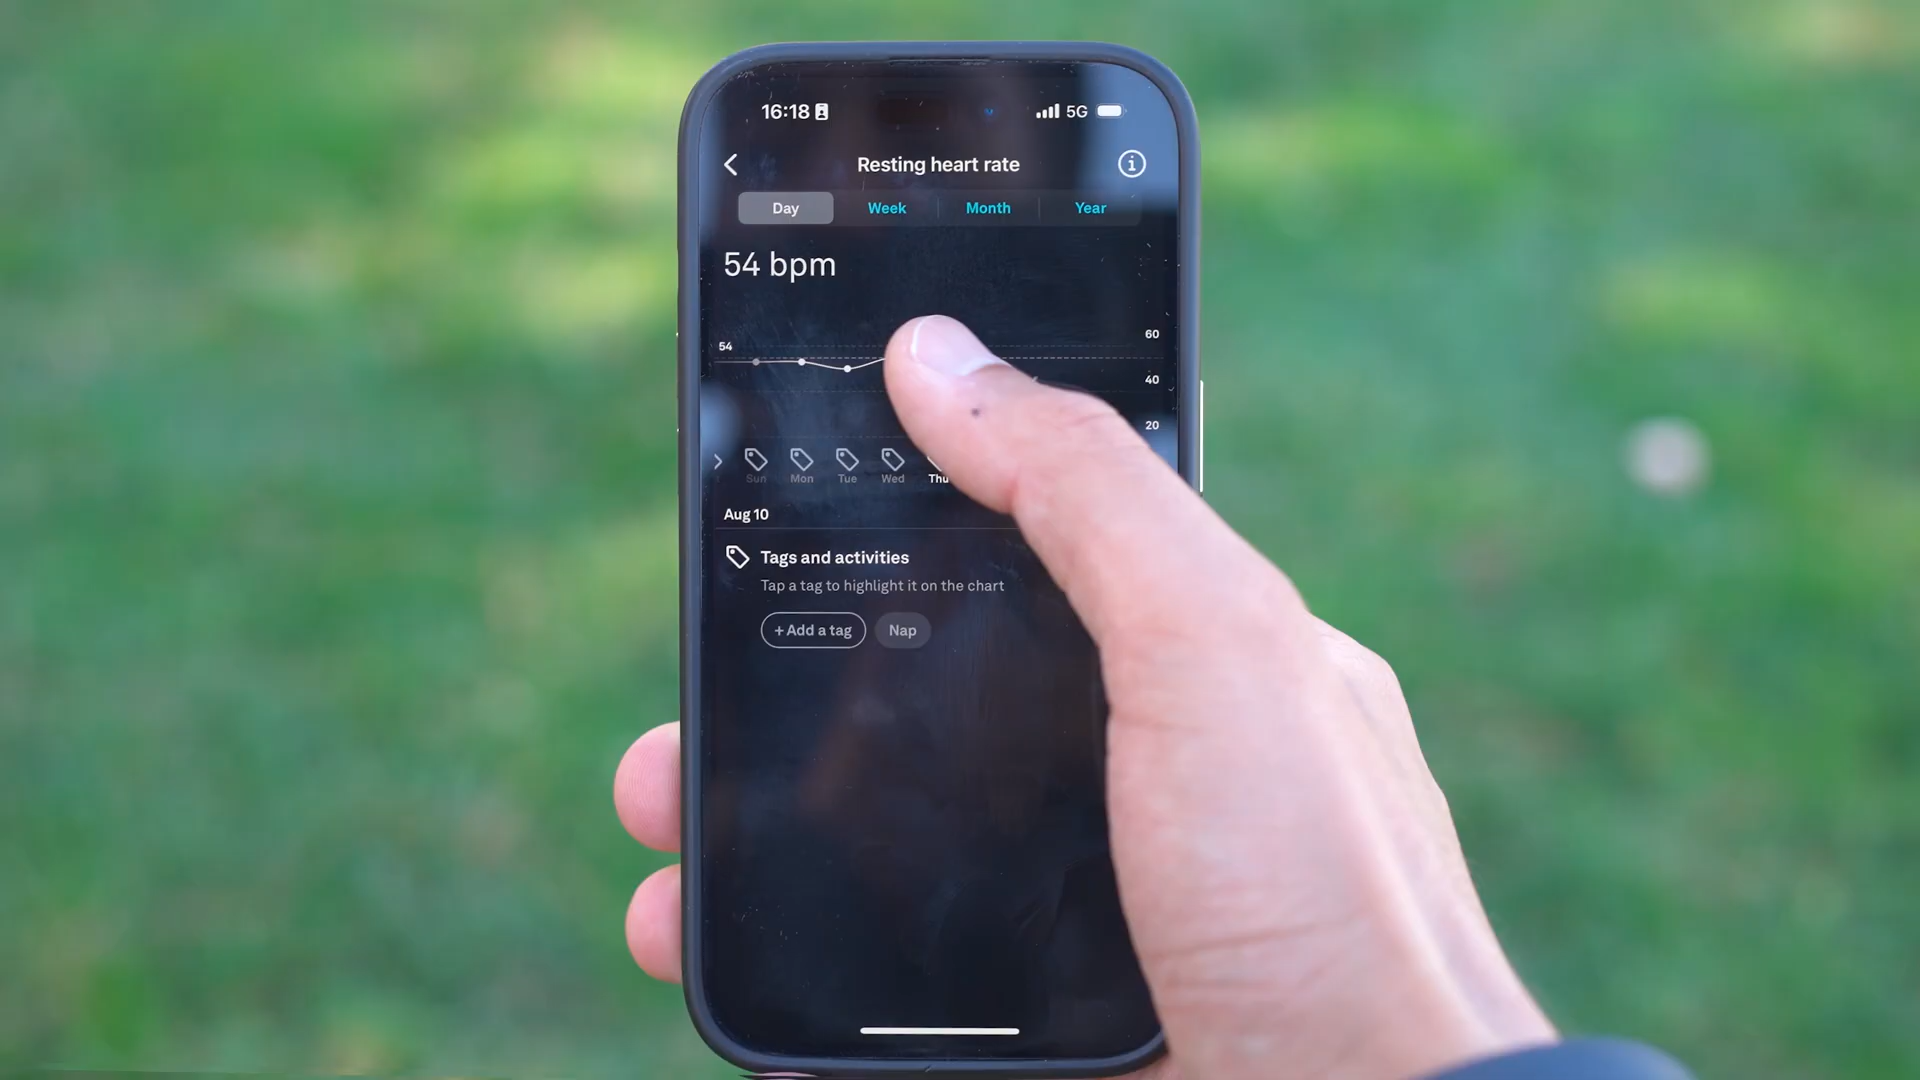 16:18 5G
Resting heart rate
Day Week Month Year
54 bpm
60
54
40
20
Sun Mon Tue Wed Thu
Aug 10
Tags and activities
Tap a tag to highlight it on the chart
+ Add a tag Nap